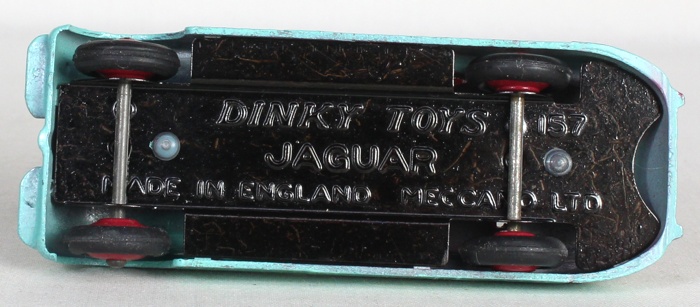 DINKY TOYS 157
JAGUAR
MADE IN ENGLAND MECCANO LTD